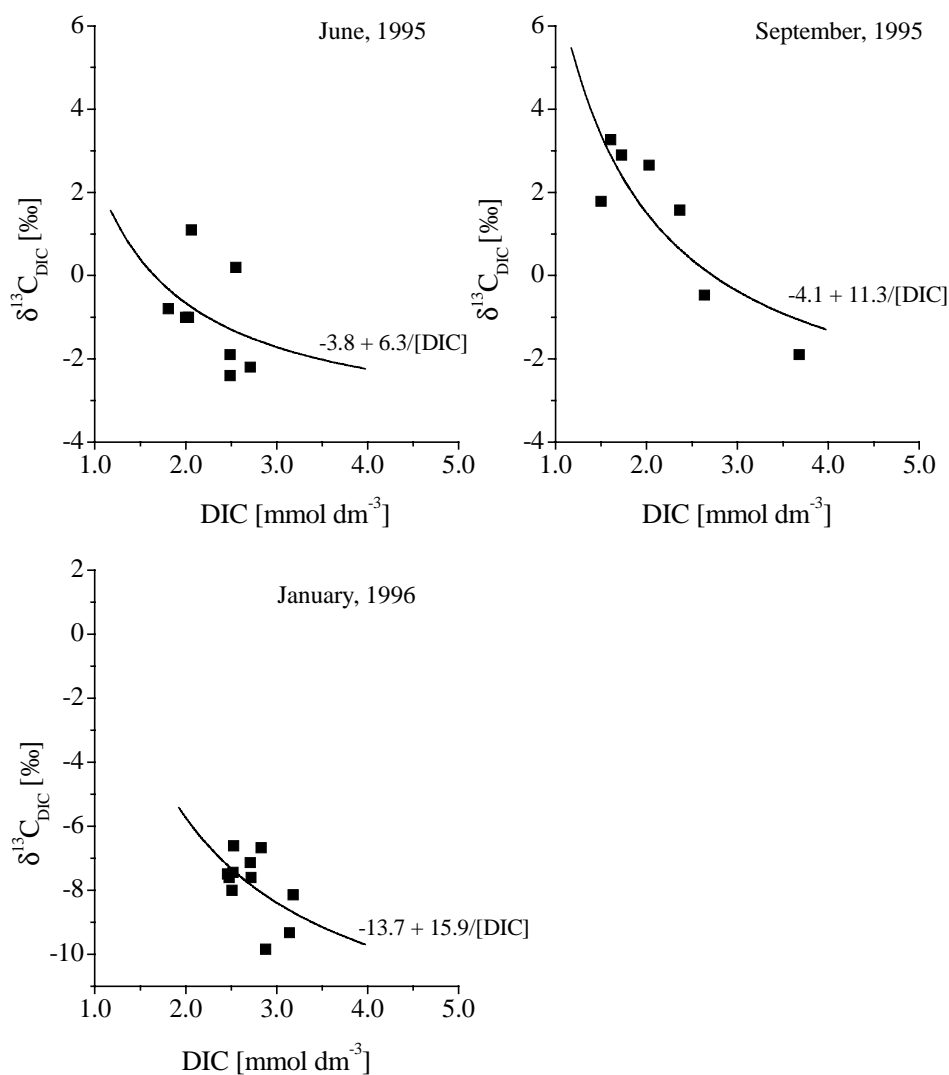 June, 1995
6
4
2
0
-2
-4
δ¹³C_DIC [‰]
-3.8 + 6.3/[DIC]
1.0 2.0 3.0 4.0 5.0
DIC [mmol dm⁻³]
September, 1995
6
4
2
0
-2
-4
δ¹³C_DIC [‰]
-4.1 + 11.3/[DIC]
1.0 2.0 3.0 4.0 5.0
DIC [mmol dm⁻³]
January, 1996
2
0
-2
-4
-6
-8
-10
δ¹³C_DIC [‰]
-13.7 + 15.9/[DIC]
1.0 2.0 3.0 4.0 5.0
DIC [mmol dm⁻³]